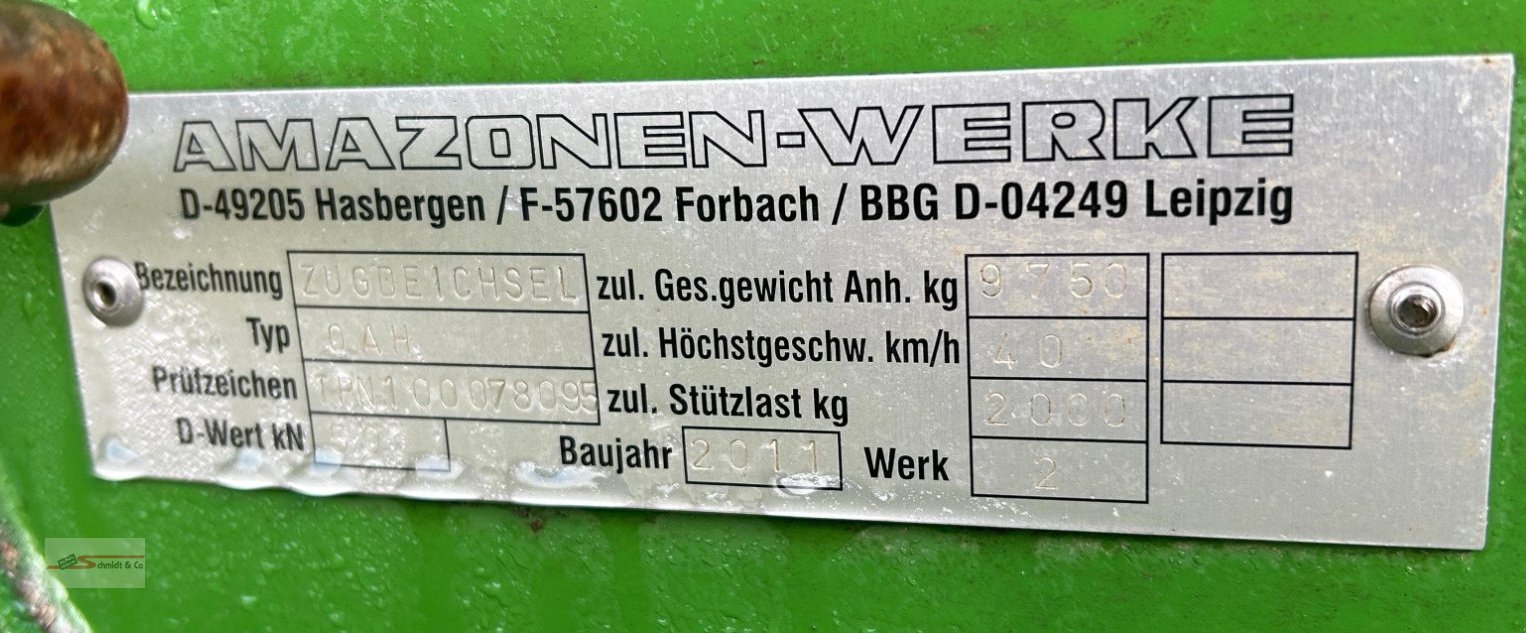 AMAZONEN-WERKE
D-49205 Hasbergen / F-57602 Forbach / BBG D-04249 Leipzig
Bezeichnung ZUGDEICHSEL zul. Ges.gewicht Anh. kg 9750
Typ OAH zul. Höchstgeschw. km/h 40
Prüfzeichen TPN100078095 zul. Stützlast kg 2000
D-Wert kN Baujahr 2011 Werk 2
Schmidt & Co